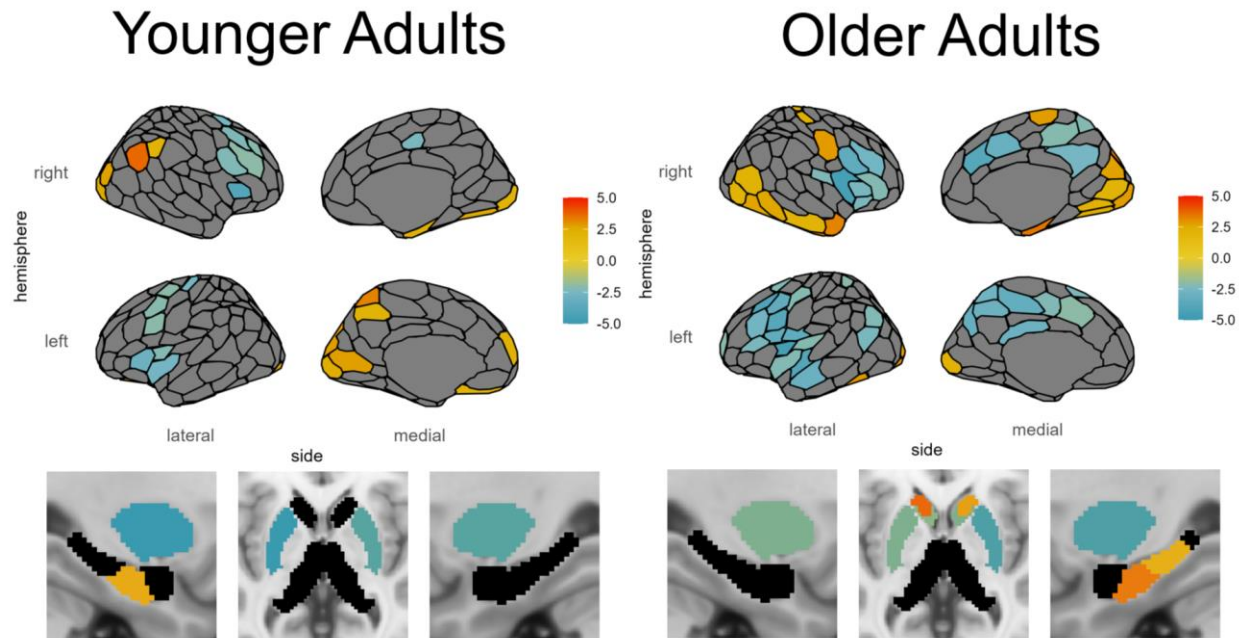 Younger Adults
right
hemisphere
left
lateral
medial
side
5.0
2.5
0.0
-2.5
-5.0
Older Adults
right
hemisphere
left
lateral
medial
side
5.0
2.5
0.0
-2.5
-5.0